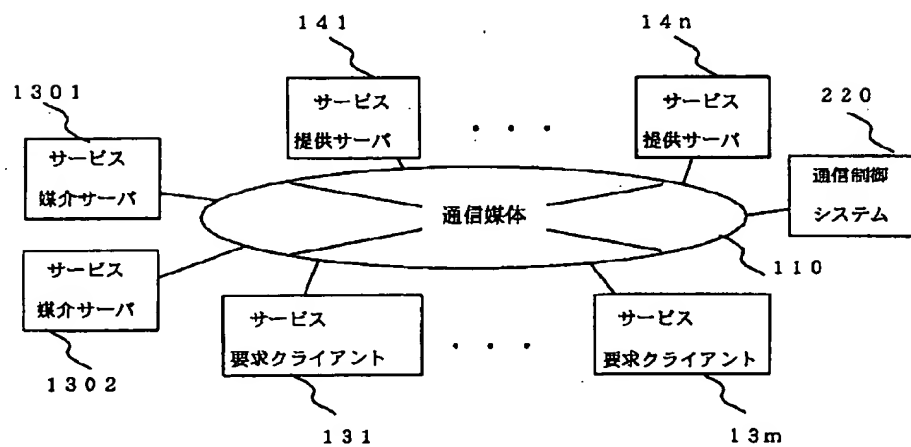 141
14n
1301
220
サービス
提供サーバ
サービス
提供サーバ
・・・
サービス
媒介サーバ
通信制御
システム
通信媒体
サービス
媒介サーバ
110
サービス
要求クライアント
・・・
サービス
要求クライアント
1302
131
13m